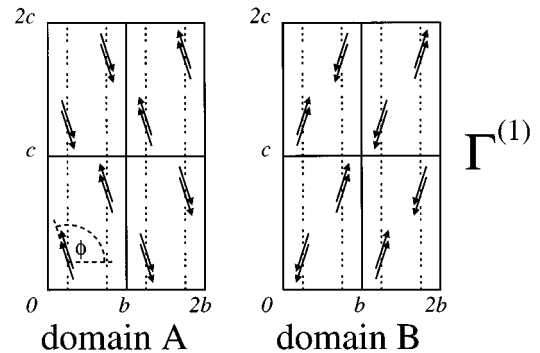 2c
c
ϕ
0 b 2b
domain A
2c
c
0 b 2b
domain B
Γ(1)